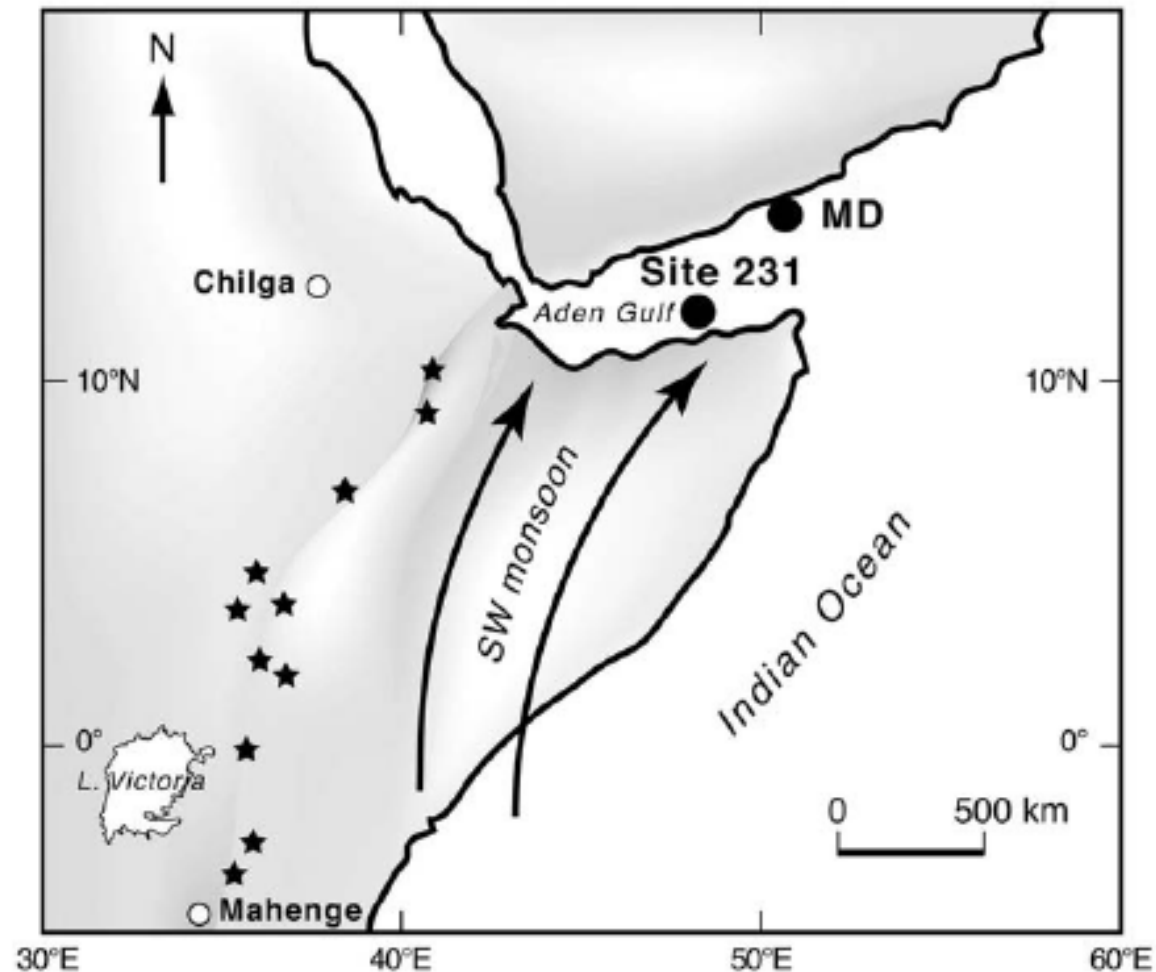 N
MD
Site 231
Chilga
Aden Gulf
10°N
10°N
SW monsoon
Indian Ocean
0°
0°
L. Victoria
0
500 km
Mahenge
30°E
40°E
50°E
60°E